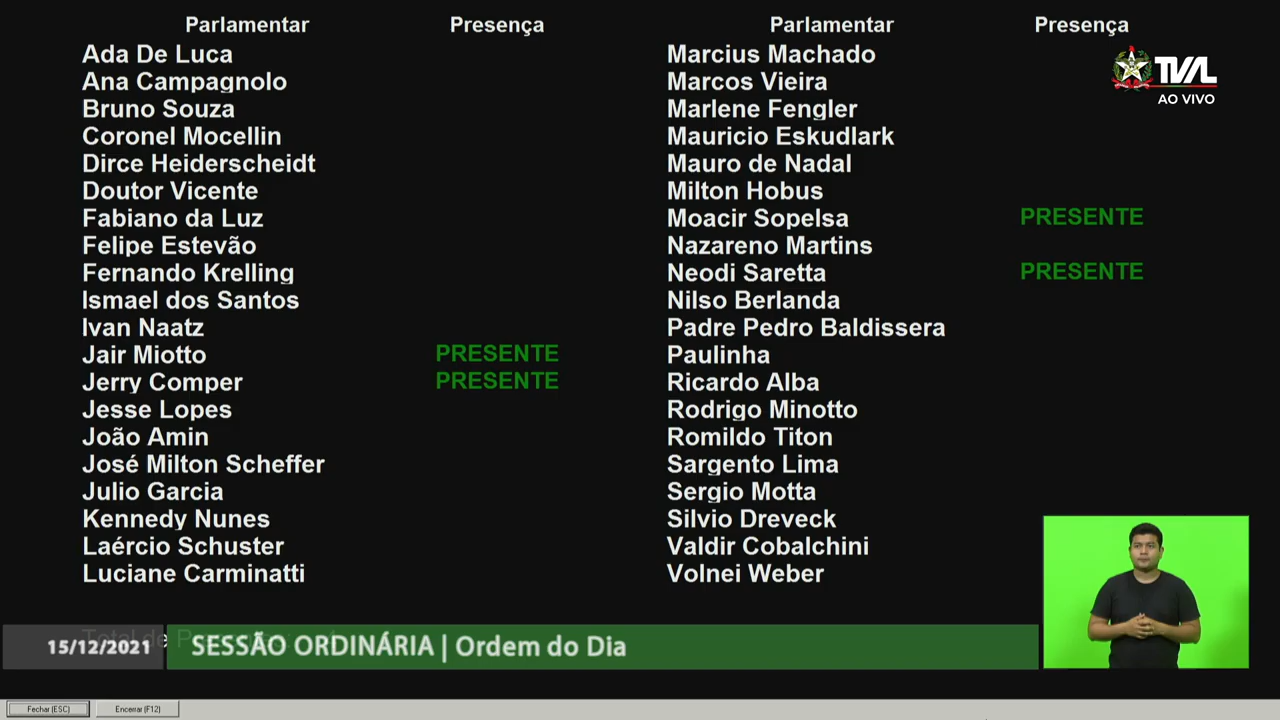 Parlamentar Presença Parlamentar Presença
Ada De Luca Marcius Machado
Ana Campagnolo Marcos Vieira
Bruno Souza Marlene Fengler
Coronel Mocellin Mauricio Eskudlark
Dirce Heiderscheidt Mauro de Nadal
Doutor Vicente Milton Hobus
Fabiano da Luz Moacir Sopelsa PRESENTE
Felipe Estevão Nazareno Martins
Fernando Krelling Neodi Saretta PRESENTE
Ismael dos Santos Nilso Berlanda
Ivan Naatz Padre Pedro Baldissera
Jair Miotto PRESENTE Paulinha
Jerry Comper PRESENTE Ricardo Alba
Jesse Lopes Rodrigo Minotto
João Amin Romildo Titon
José Milton Scheffer Sargento Lima
Julio Garcia Sergio Motta
Kennedy Nunes Silvio Dreveck
Laércio Schuster Valdir Cobalchini
Luciane Carminatti Volnei Weber
TVAL
AO VIVO
Total de
15/12/2021 SESSÃO ORDINÁRIA | Ordem do Dia
Fechar (ESC) Encerrar (F12)